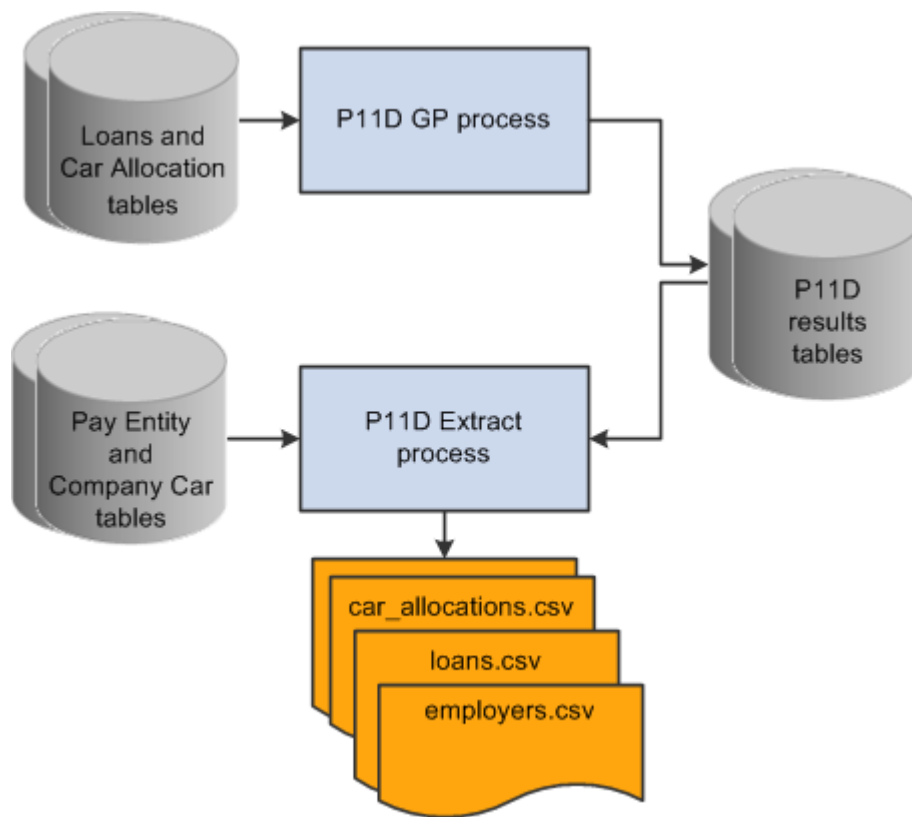 Loans and
Car Allocation
tables
P11D GP process
P11D
results
tables
Pay Entity
and
Company Car
tables
P11D Extract
process
car_allocations.csv
loans.csv
employers.csv